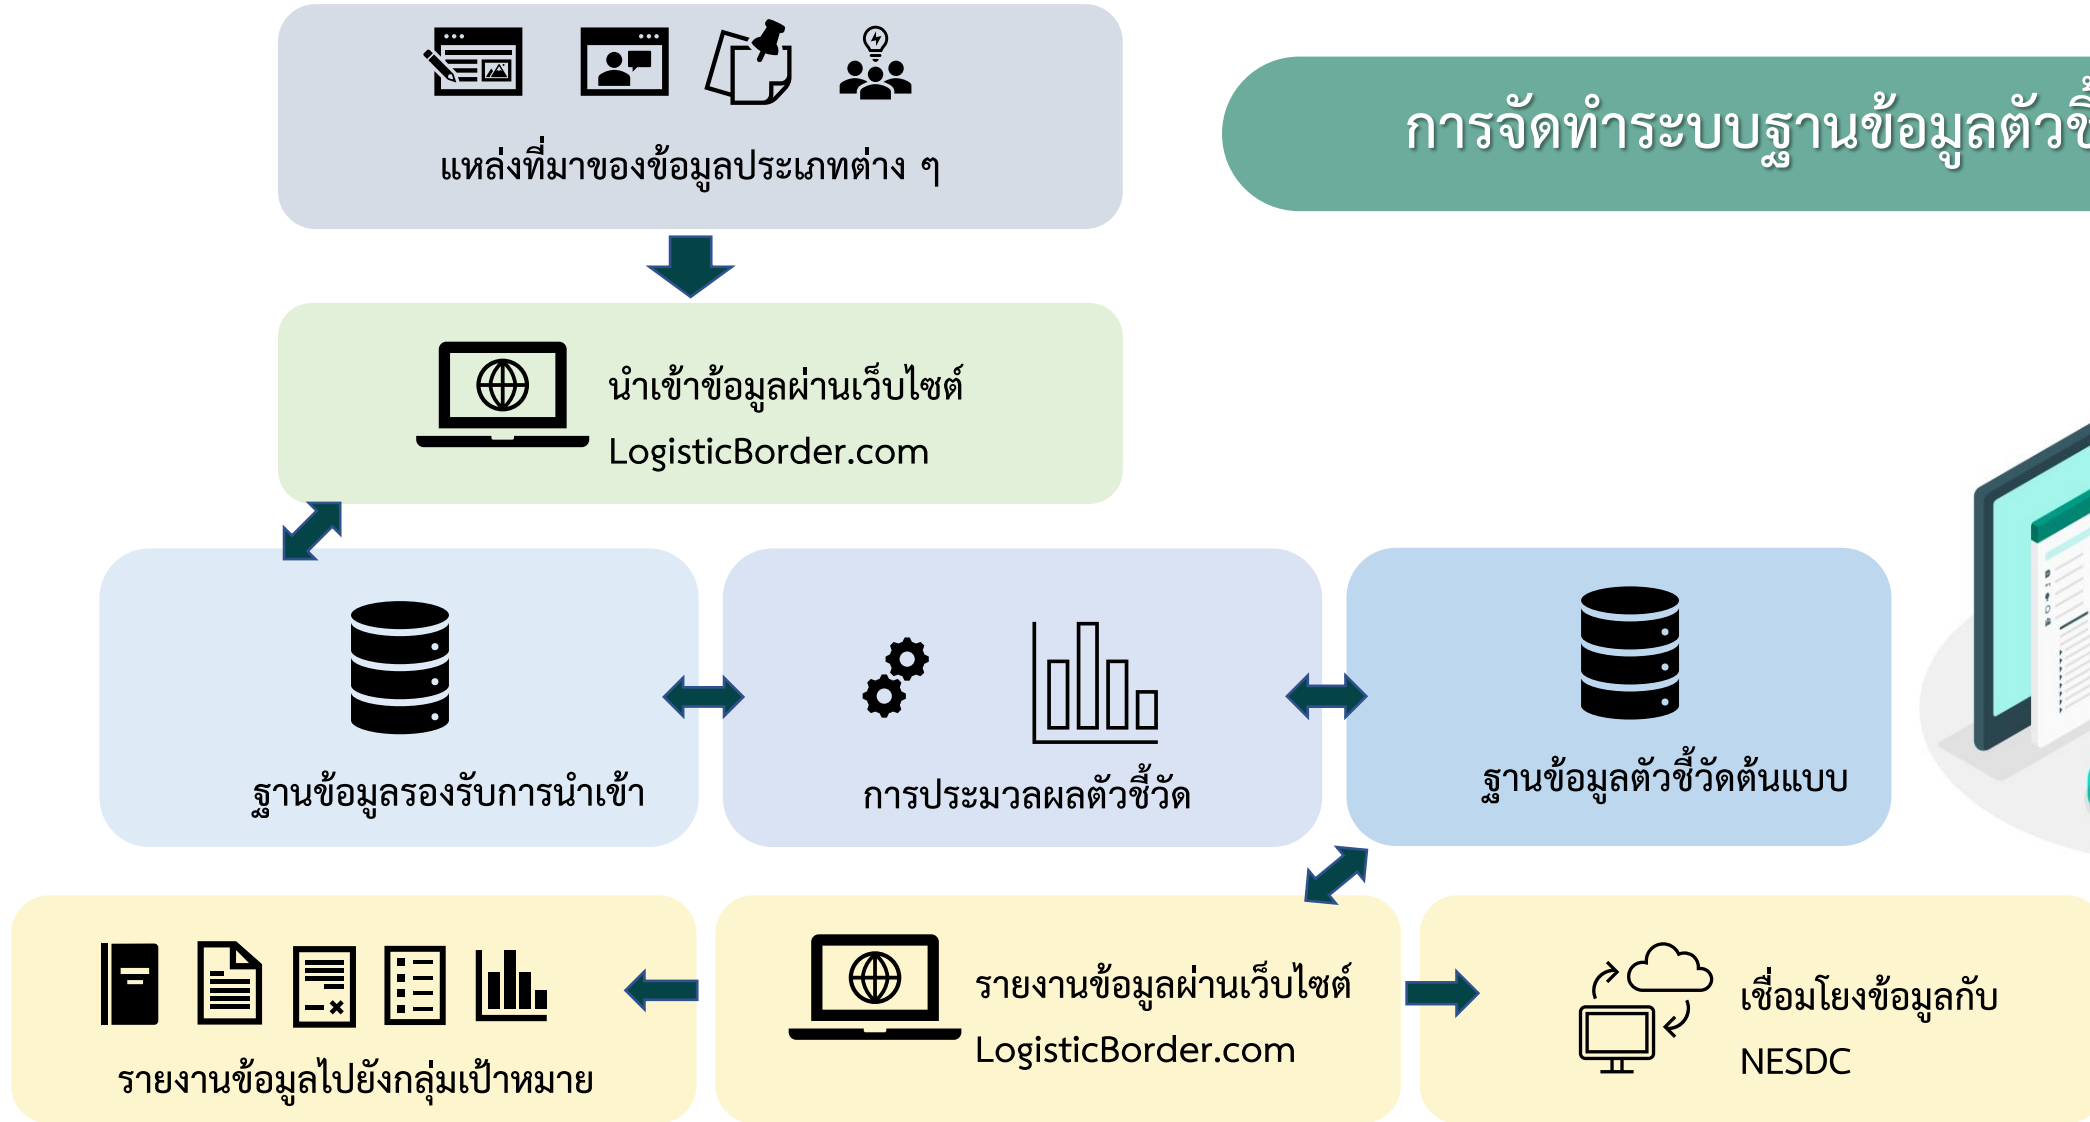 แหล่งที่มาของข้อมูลประเภทต่าง ๆ
การจัดทำระบบฐานข้อมูล
นำเข้าข้อมูลผ่านเว็บไซต์
LogisticBorder.com
ฐานข้อมูลรองรับการนำเข้า
การประมวลผลตัวชี้วัด
ฐานข้อมูลตัวชี้วัดต้นแบบ
รายงานข้อมูลไปยังกลุ่มเป้าหมาย
รายงานข้อมูลผ่านเว็บไซต์
LogisticBorder.com
เชื่อมโยงข้อมูลกับ
NESDC